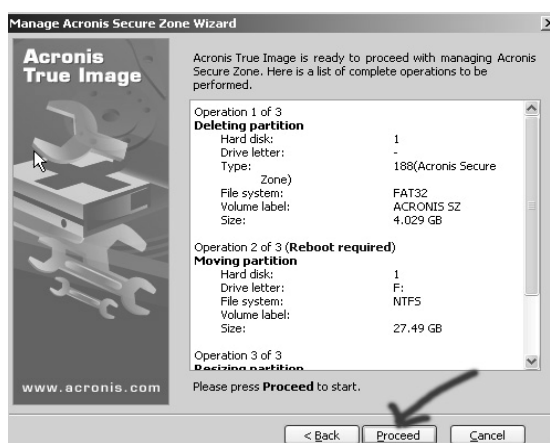 Manage Acronis Secure Zone Wizard
Acronis
True Image
Acronis True Image is ready to proceed with managing Acronis
Secure Zone. Here is a list of complete operations to be
performed.
Operation 1 of 3
Deleting partition
Hard disk: 1
Drive letter: -
Type: 188(Acronis Secure
Zone)
File system: FAT32
Volume label: ACRONIS SZ
Size: 4.029 GB
Operation 2 of 3 (Reboot required)
Moving partition
Hard disk: 1
Drive letter: F:
File system: NTFS
Volume label:
Size: 27.49 GB
Operation 3 of 3
Resizing partition
www.acronis.com
Please press Proceed to start.
< Back Proceed Cancel